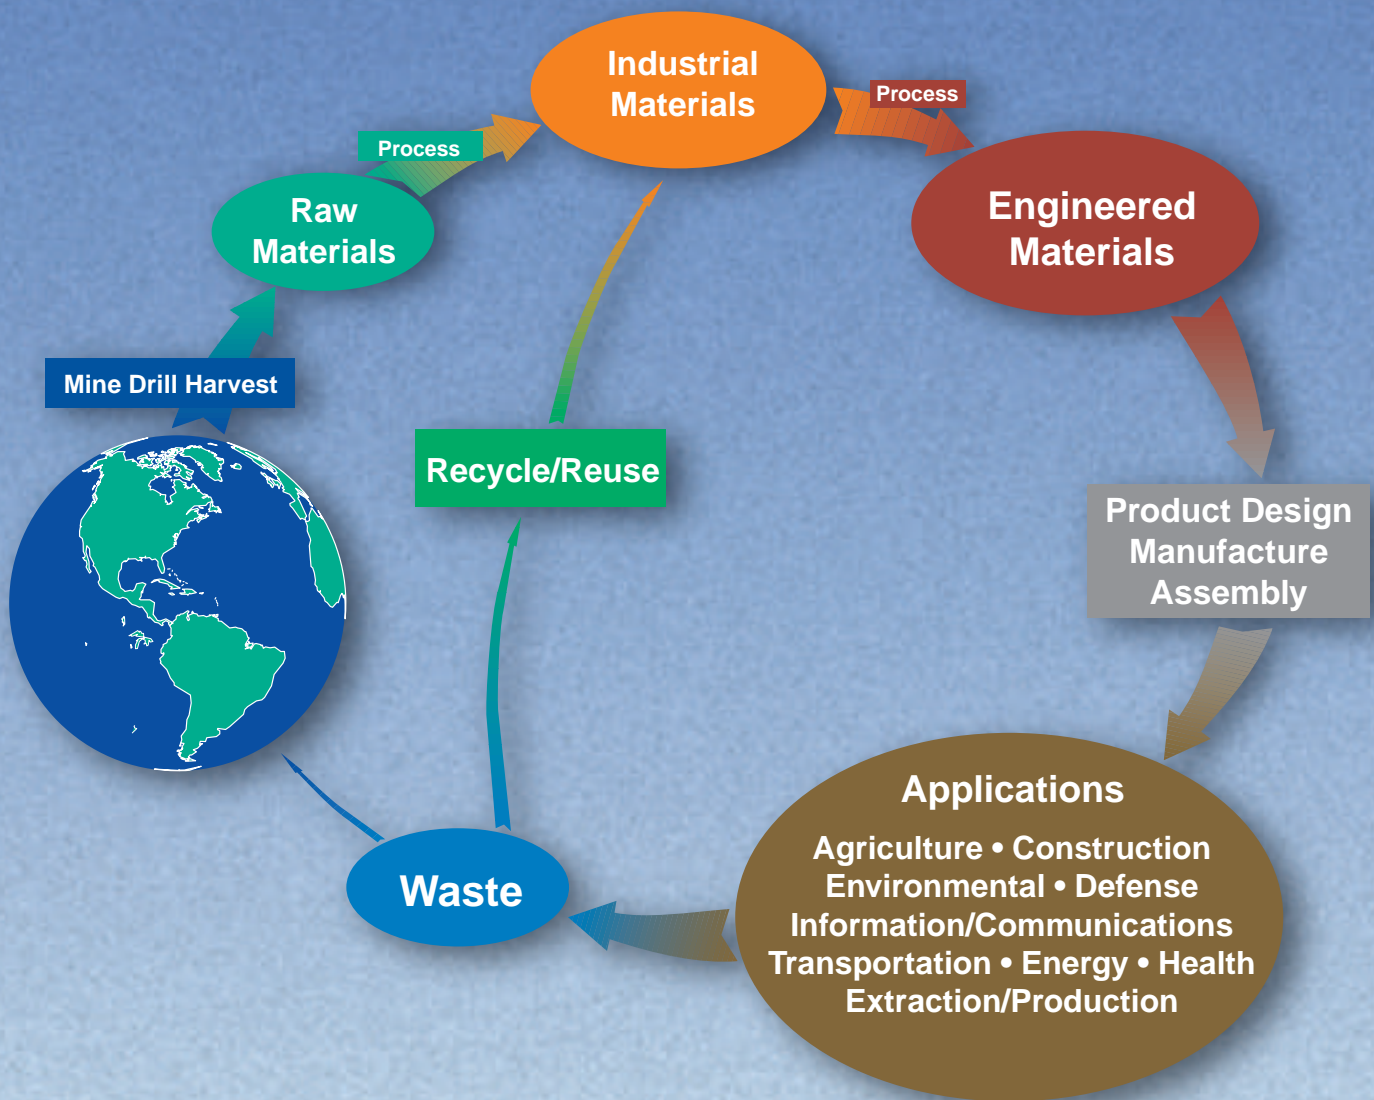 Industrial
Materials
Process
Process
Raw
Materials
Engineered
Materials
Mine Drill Harvest
Recycle/Reuse
Product Design
Manufacture
Assembly
Applications
Agriculture • Construction
Environmental • Defense
Information/Communications
Transportation • Energy • Health
Extraction/Production
Waste